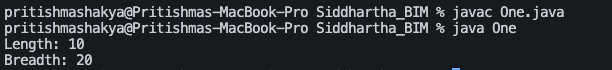 pritishmashakya@Pritishmas-MacBook-Pro Siddhartha_BIM % javac One.java
pritishmashakya@Pritishmas-MacBook-Pro Siddhartha_BIM % java One
Length: 10
Breadth: 20